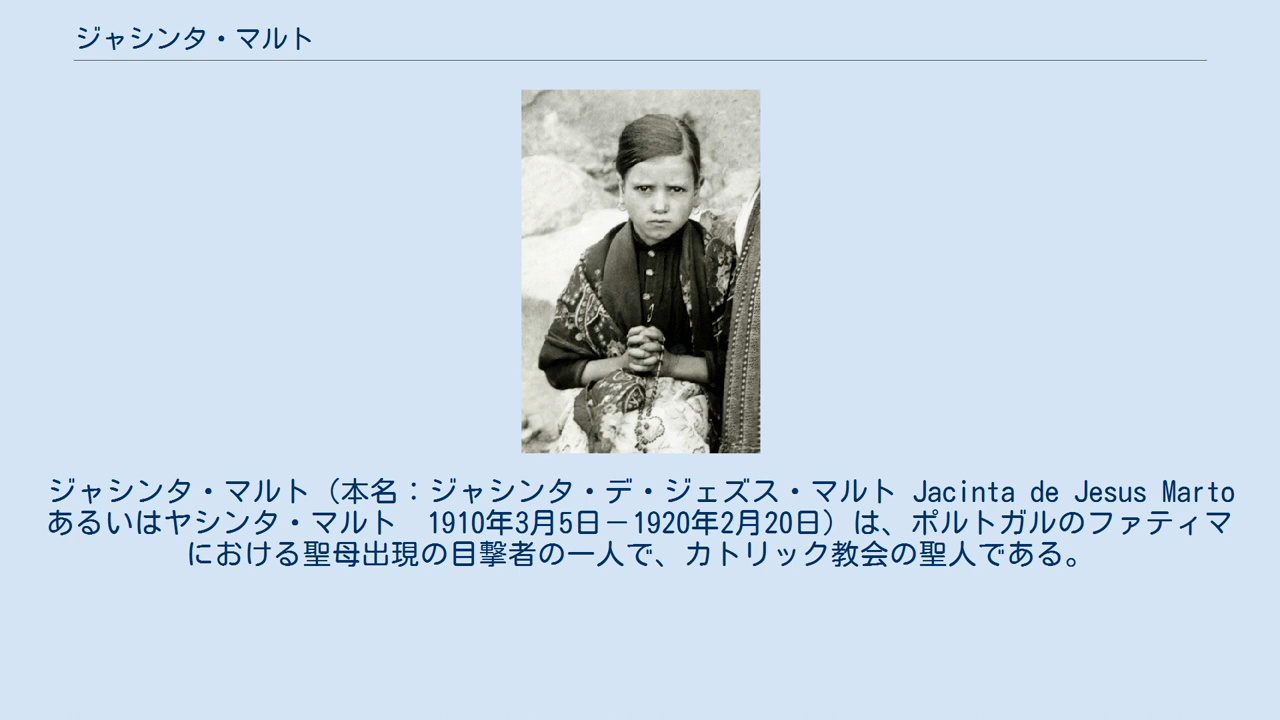 ジャシンタ・マルト
ジャシンタ・マルト（本名：ジャシンタ・デ・ジェズス・マルト Jacinta de Jesus Marto
あるいはヤシンタ・マルト　1910年3月5日－1920年2月20日）は、ポルトガルのファティマ
における聖母出現の目撃者の一人で、カトリック教会の聖人である。